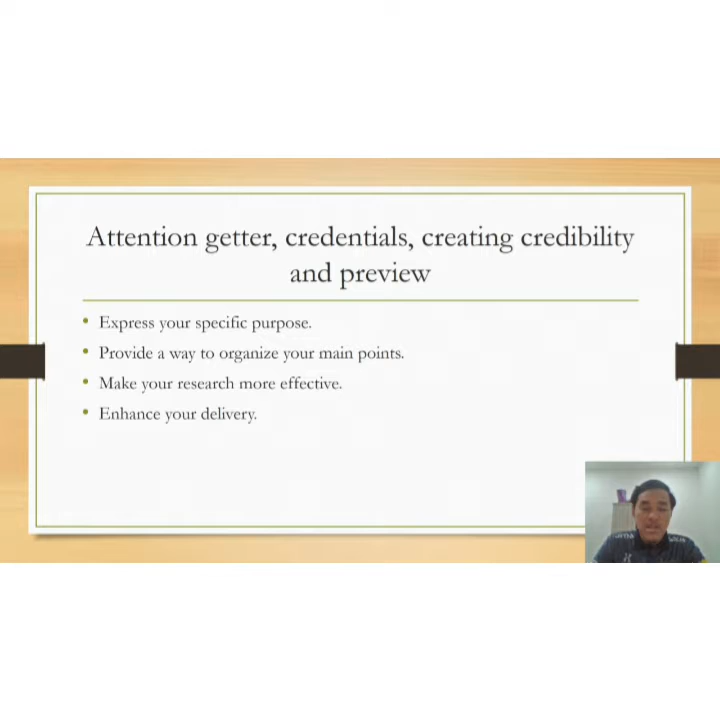 Attention getter, credentials, creating credibility
and preview
• Express your specific purpose.
• Provide a way to organize your main points.
• Make your research more effective.
• Enhance your delivery.